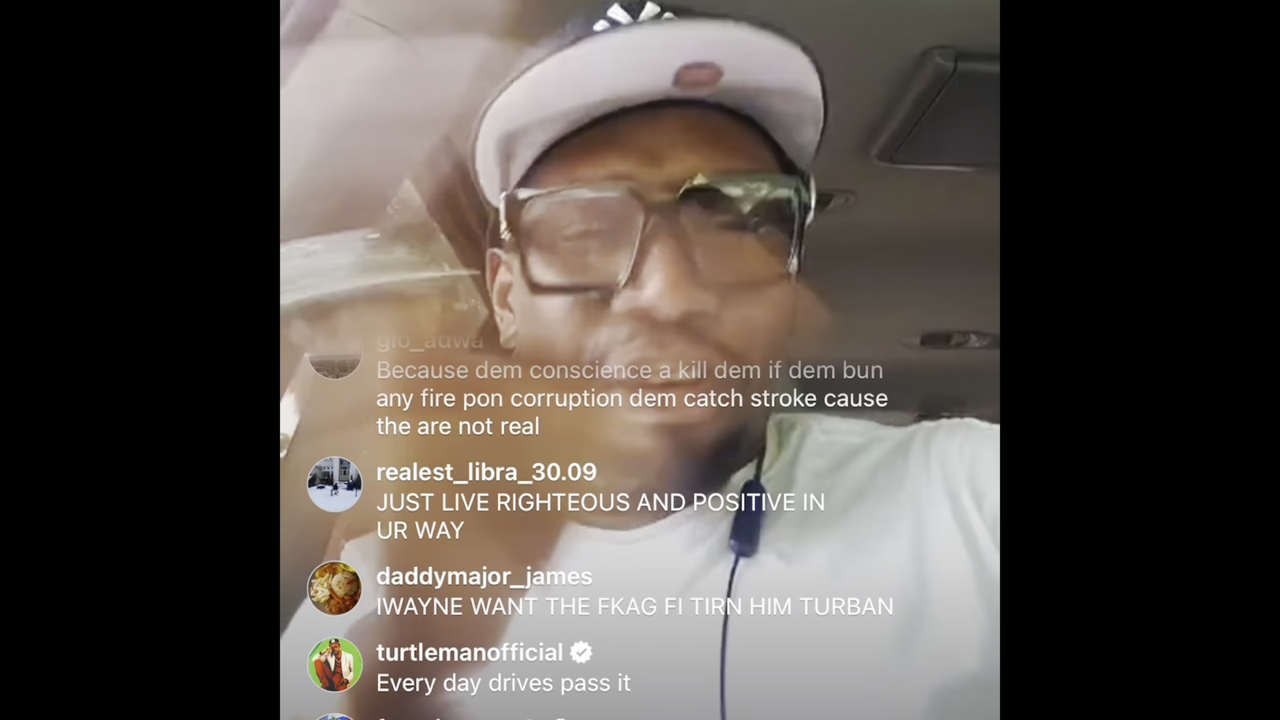 glo_adwa
Because dem conscience a kill dem if dem bun
any fire pon corruption dem catch stroke cause
the are not real
realest_libra_30.09
JUST LIVE RIGHTEOUS AND POSITIVE IN
UR WAY
daddymajor_james
IWAYNE WANT THE FKAG FI TIRN HIM TURBAN
turtlemanofficial
Every day drives pass it